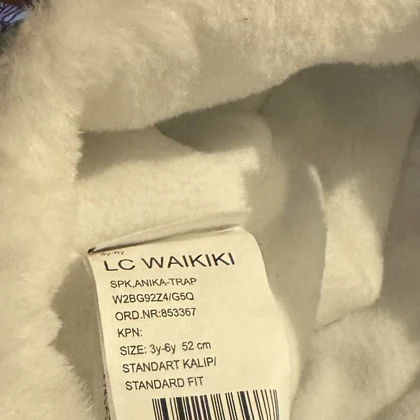 LC WAIKIKI
SPK,ANIKA-TRAP
W2BG92Z4/G5Q
ORD.NR:853367
KPN:
SIZE: 3y-6y 52 cm
STANDART KALIP/
STANDARD FIT